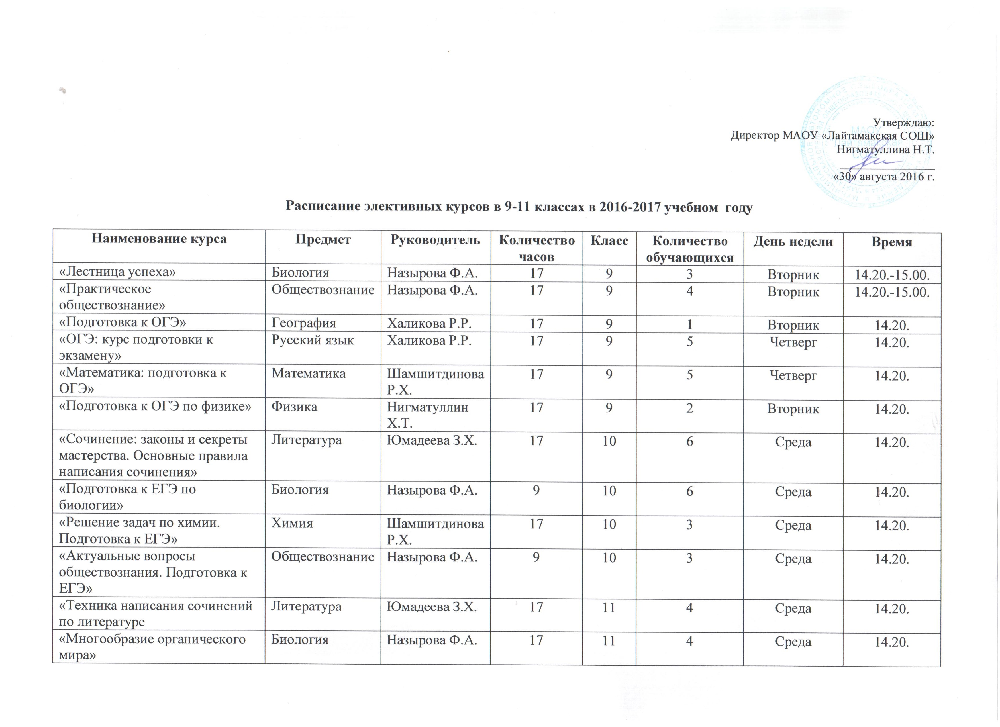 Утверждаю:
Директор МАОУ «Лайтамакская СОШ»
Нигматуллина Н.Т.
«30» августа 2016 г.
Расписание элективных курсов в 9-11 классах в 2016-2017 учебном году
Наименование курса Предмет Руководитель Количество часов Класс Количество обучающихся День недели Время
«Лестница успеха» Биология Назырова Ф.А. 17 9 3 Вторник 14.20.-15.00.
«Практическое Обществознание Назырова Ф.А. 17 9 4 Вторник 14.20.-15.00.
обществознание»
«Подготовка к ОГЭ» География Халикова Р.Р. 17 9 1 Вторник 14.20.
«ОГЭ: курс подготовки к Русский язык Халикова Р.Р. 17 9 5 Четверг 14.20.
экзамену»
«Математика: подготовка к Математика Шамшитдинова 17 9 5 Четверг 14.20.
ОГЭ» Р.Х.
«Подготовка к ОГЭ по физике» Физика Нигматуллин 17 9 2 Вторник 14.20.
Х.Т.
«Сочинение: законы и секреты Литература Юмадеева З.Х. 17 10 6 Среда 14.20.
мастерства. Основные правила
написания сочинения»
«Подготовка к ЕГЭ по Биология Назырова Ф.А. 9 10 6 Среда 14.20.
биологии»
«Решение задач по химии. Химия Шамшитдинова 17 10 3 Среда 14.20.
Подготовка к ЕГЭ» Р.Х.
«Актуальные вопросы Обществознание Назырова Ф.А. 9 10 3 Среда 14.20.
обществознания. Подготовка к
ЕГЭ»
«Техника написания сочинений Литература Юмадеева З.Х. 17 11 4 Среда 14.20.
по литературе
«Многообразие органического Биология Назырова Ф.А. 17 11 4 Среда 14.20.
мира»
МАОУ
Лайтамакская
СОШ